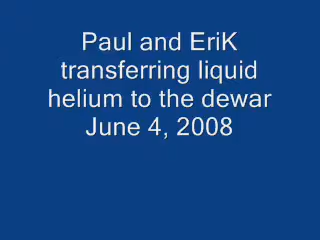 Paul and EriK
transferring liquid
helium to the dewar
June 4, 2008